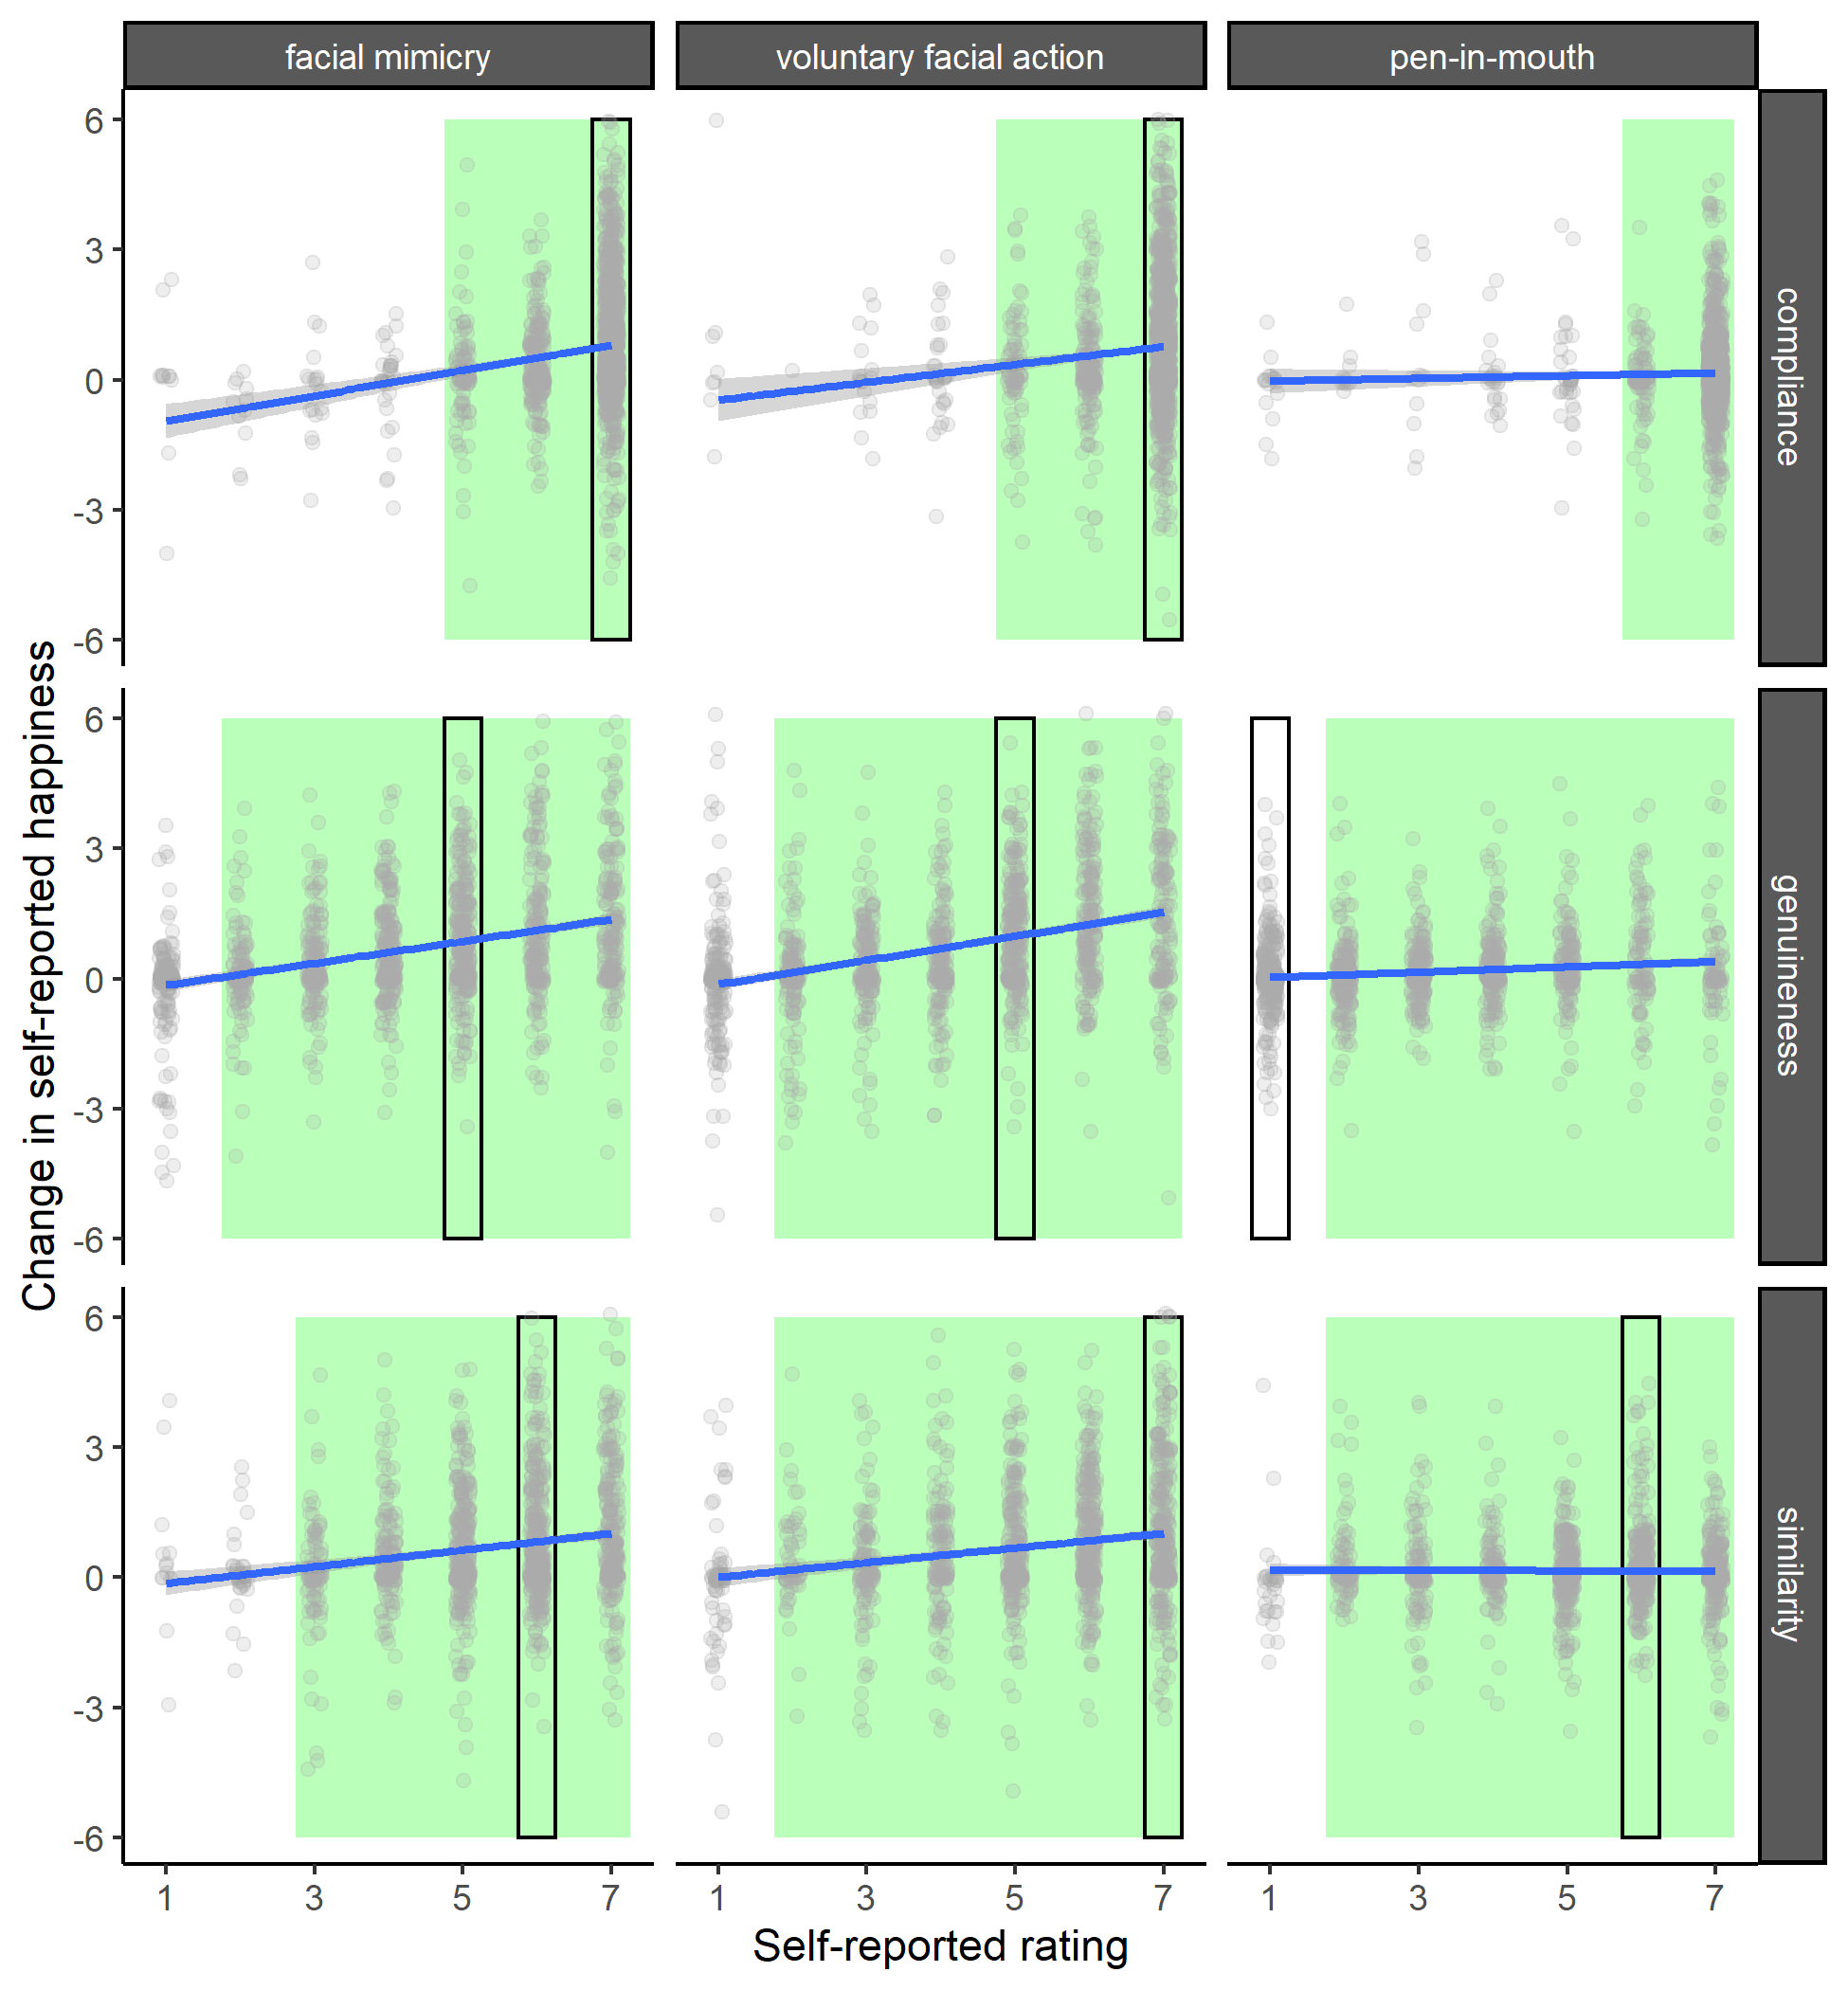 facial mimicry
voluntary facial action
pen-in-mouth
6
3
0
-3
-6
compliance
6
3
0
-3
-6
genuineness
6
3
0
-3
-6
similarity
Change in self-reported happiness
1 3 5 7
1 3 5 7
1 3 5 7
Self-reported rating